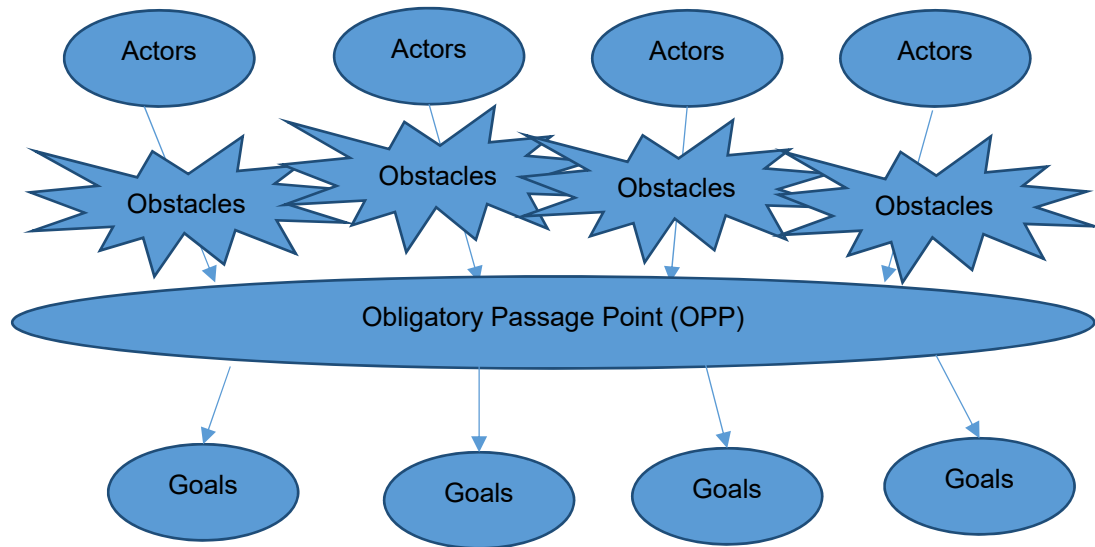 Actors
Actors
Actors
Actors
Obstacles
Obstacles
Obstacles
Obstacles
Obligatory Passage Point (OPP)
Goals
Goals
Goals
Goals